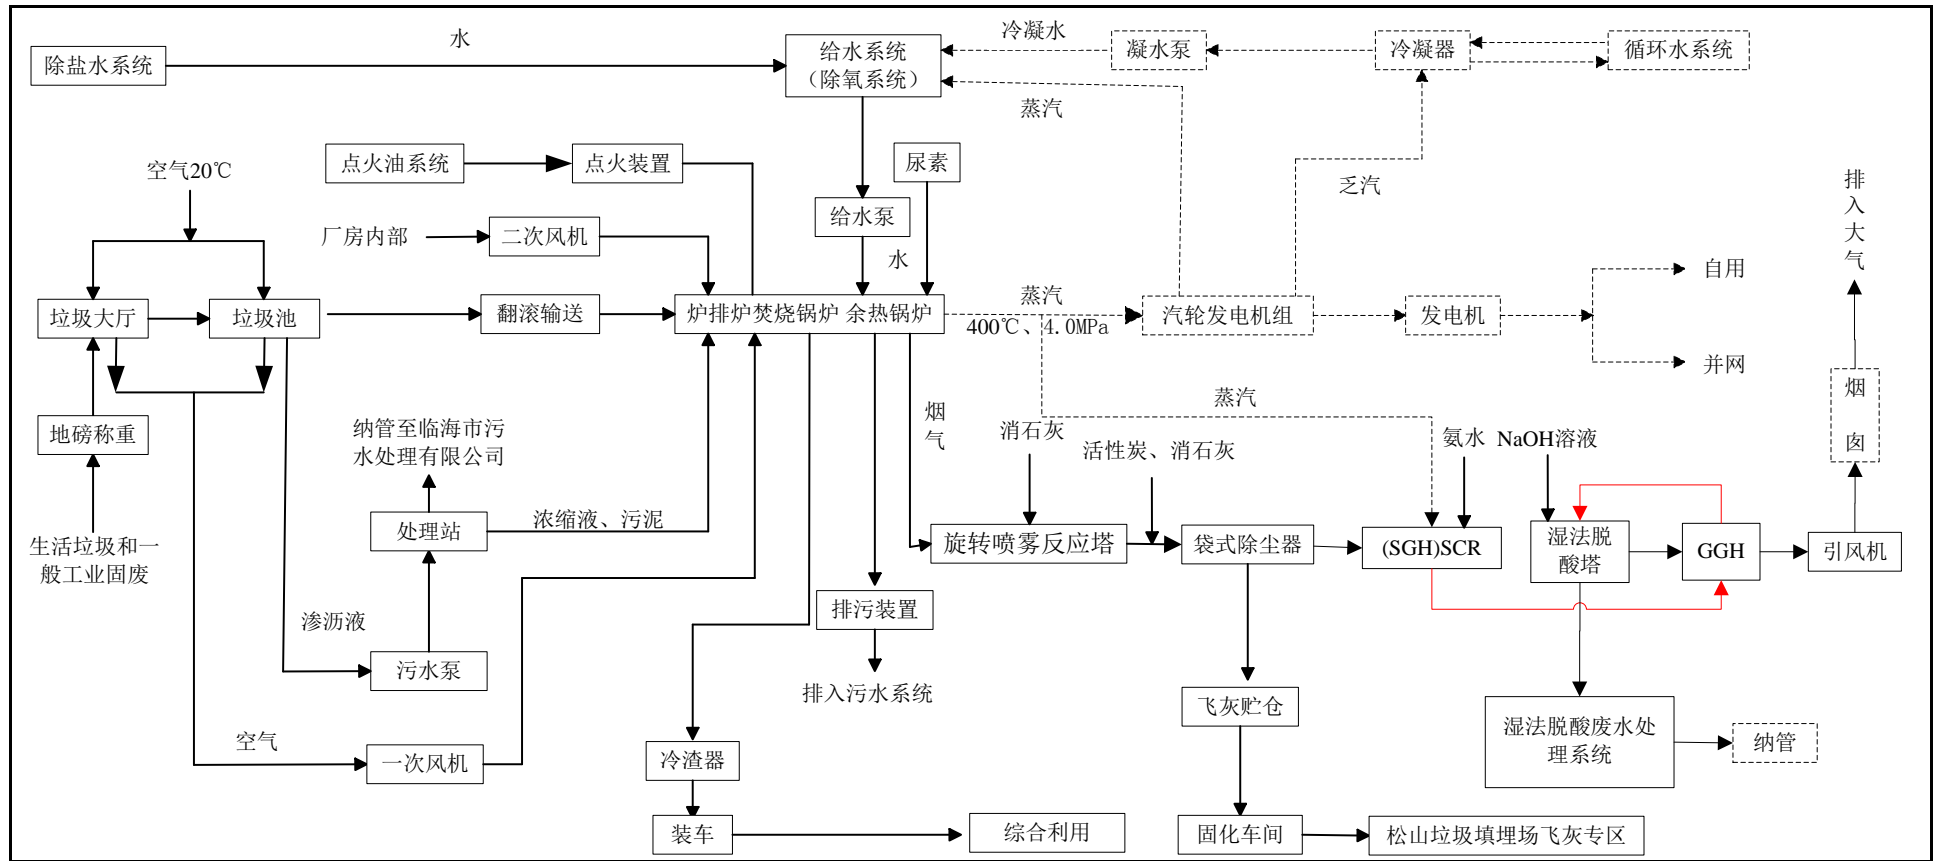 除盐水系统
水
给水系统
（除氧系统）
冷凝水
凝水泵
冷凝器
循环水系统
蒸汽
空气20℃
点火油系统
点火装置
尿素
乏汽
排
入
大
气
厂房内部
二次风机
给水泵
水
自用
垃圾大厅
垃圾池
翻滚输送
炉排炉焚烧锅炉 余热锅炉
蒸汽
400℃、4.0MPa
汽轮发电机组
发电机
并网
地磅称重
纳管至临海市污
水处理有限公司
烟
气
消石灰
活性炭、消石灰
蒸汽
氨水
NaOH溶液
烟
囱
生活垃圾和一
般工业固废
处理站
浓缩液、污泥
旋转喷雾反应塔
袋式除尘器
(SGH)SCR
湿法脱
酸塔
GGH
引风机
渗沥液
污水泵
排污装置
排入污水系统
飞灰贮仓
湿法脱酸废水处
理系统
纳管
空气
一次风机
冷渣器
装车
综合利用
固化车间
松山垃圾填埋场飞灰专区